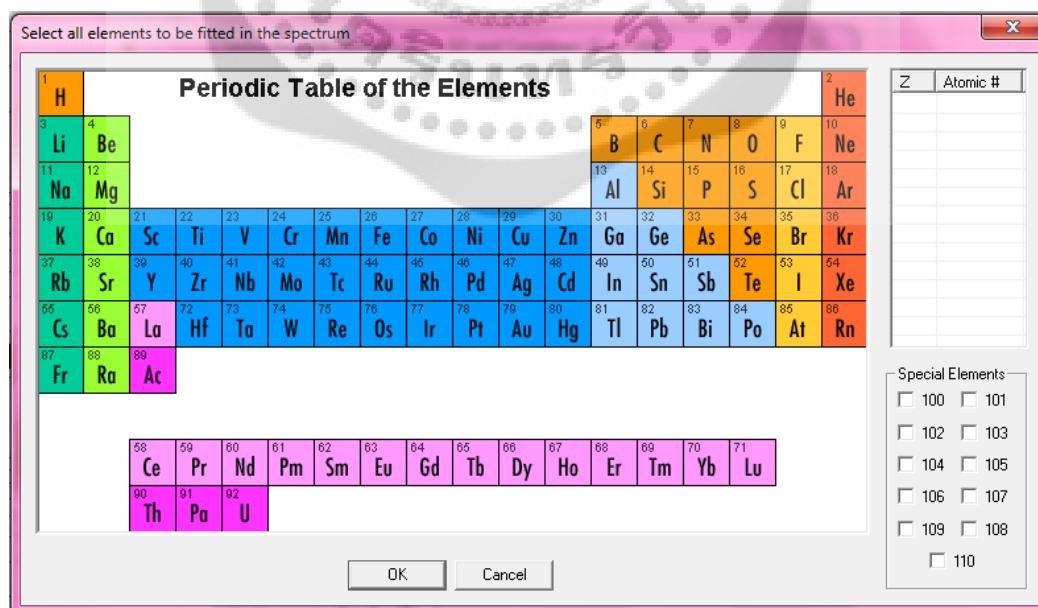 Select all elements to be fitted in the spectrum
Periodic Table of the Elements
1 H 2 He
3 Li 4 Be 5 B 6 C 7 N 8 O 9 F 10 Ne
11 Na 12 Mg 13 Al 14 Si 15 P 16 S 17 Cl 18 Ar
19 K 20 Ca 21 Sc 22 Ti 23 V 24 Cr 25 Mn 26 Fe 27 Co 28 Ni 29 Cu 30 Zn 31 Ga 32 Ge 33 As 34 Se 35 Br 36 Kr
37 Rb 38 Sr 39 Y 40 Zr 41 Nb 42 Mo 43 Tc 44 Ru 45 Rh 46 Pd 47 Ag 48 Cd 49 In 50 Sn 51 Sb 52 Te 53 I 54 Xe
55 Cs 56 Ba 57 La 72 Hf 73 Ta 74 W 75 Re 76 Os 77 Ir 78 Pt 79 Au 80 Hg 81 Tl 82 Pb 83 Bi 84 Po 85 At 86 Rn
87 Fr 88 Ra 89 Ac
58 Ce 59 Pr 60 Nd 61 Pm 62 Sm 63 Eu 64 Gd 65 Tb 66 Dy 67 Ho 68 Er 69 Tm 70 Yb 71 Lu
90 Th 91 Pa 92 U
Z Atomic #
Special Elements
100 101
102 103
104 105
106 107
109 108
110
OK Cancel